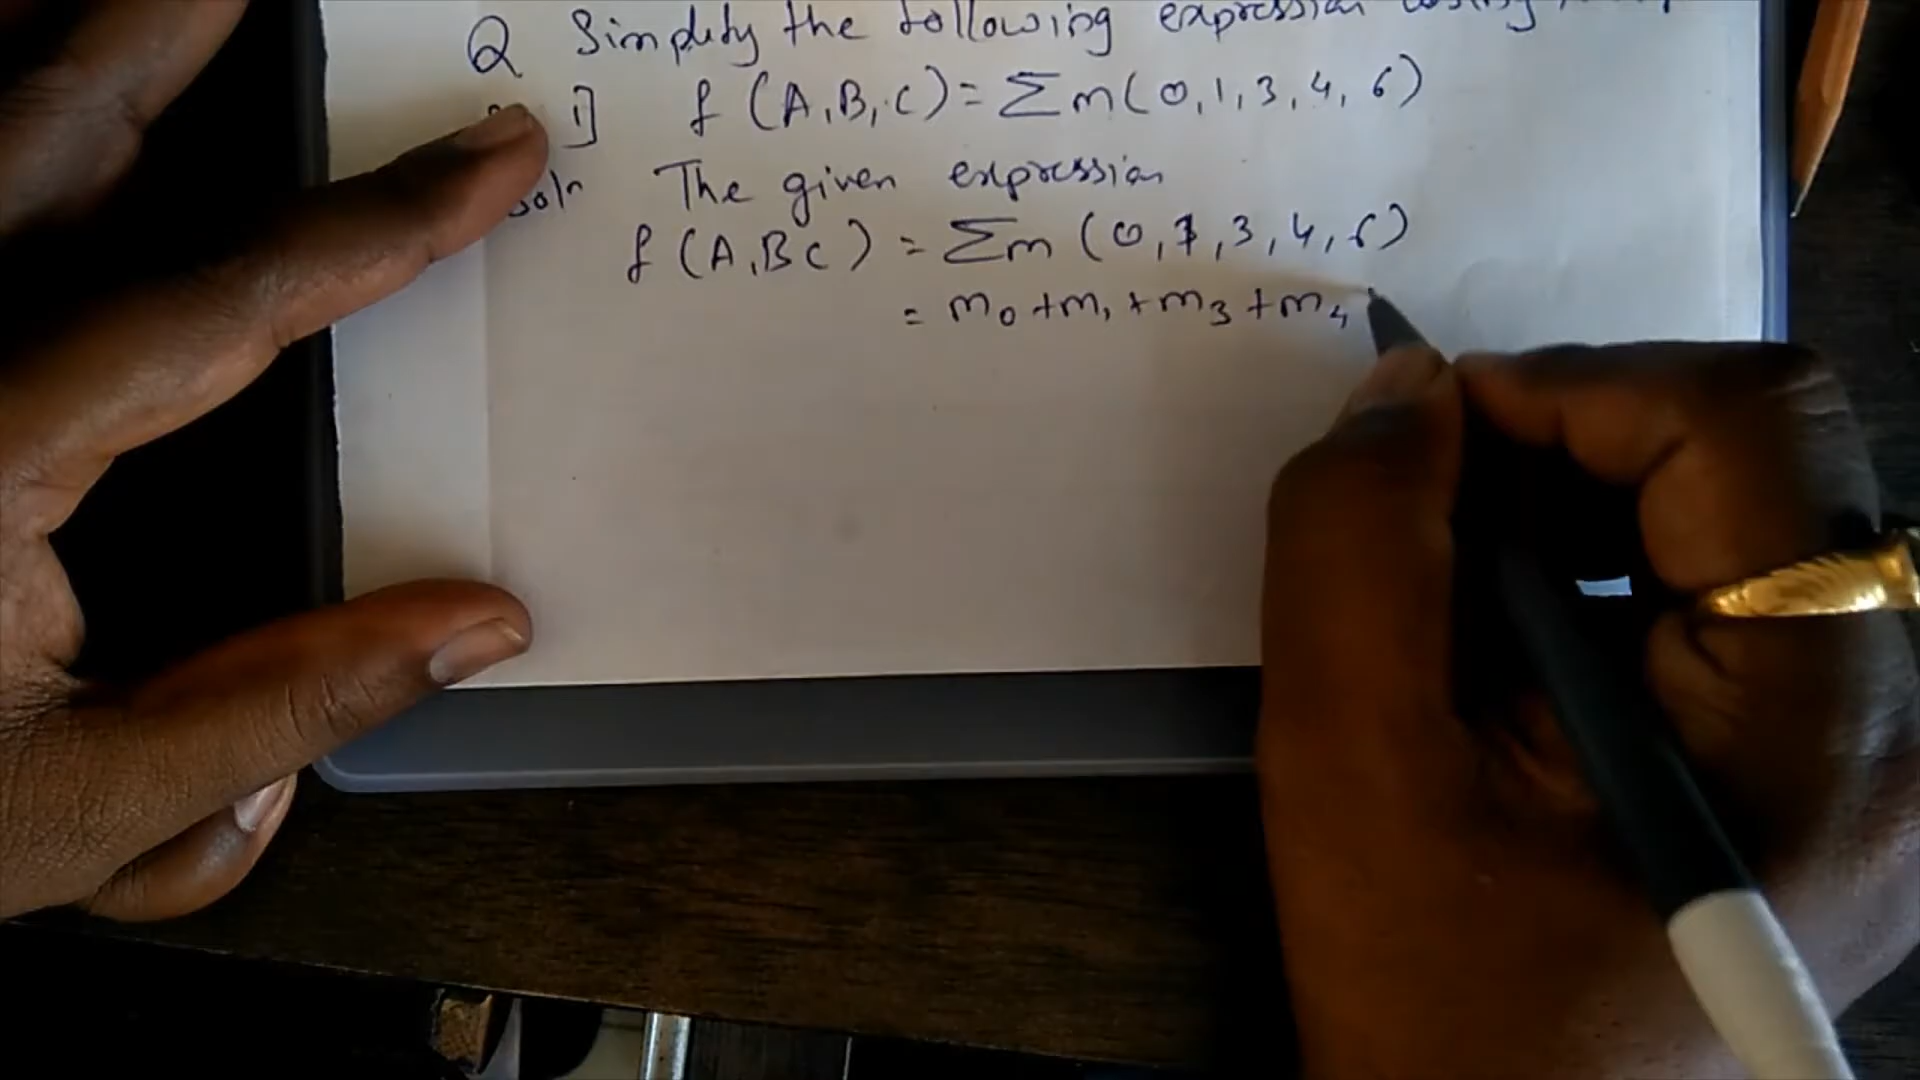 Q Simplify the following expression using
i] f (A,B,C) = Σm(0,1,3,4,6)
Soln The given expression
f (A,BC) = Σm (0,1,3,4,6)
= m0 + m1 + m3 + m4